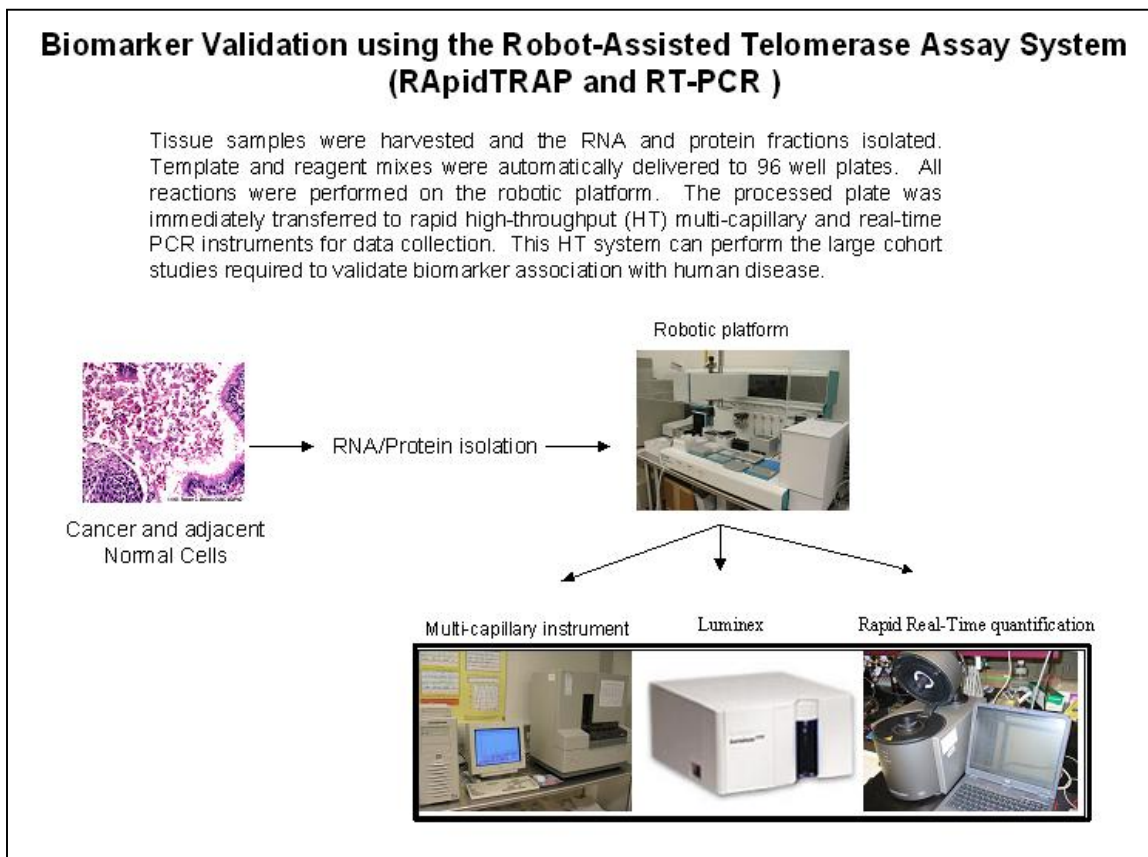 Biomarker Validation using the Robot-Assisted Telomerase Assay System
(RApidTRAP and RT-PCR )
Tissue samples were harvested and the RNA and protein fractions isolated.
Template and reagent mixes were automatically delivered to 96 well plates. All
reactions were performed on the robotic platform. The processed plate was
immediately transferred to rapid high-throughput (HT) multi-capillary and real-time
PCR instruments for data collection. This HT system can perform the large cohort
studies required to validate biomarker association with human disease.
Robotic platform
RNA/Protein isolation
Cancer and adjacent
Normal Cells
Multi-capillary instrument
Luminex
Rapid Real-Time quantification